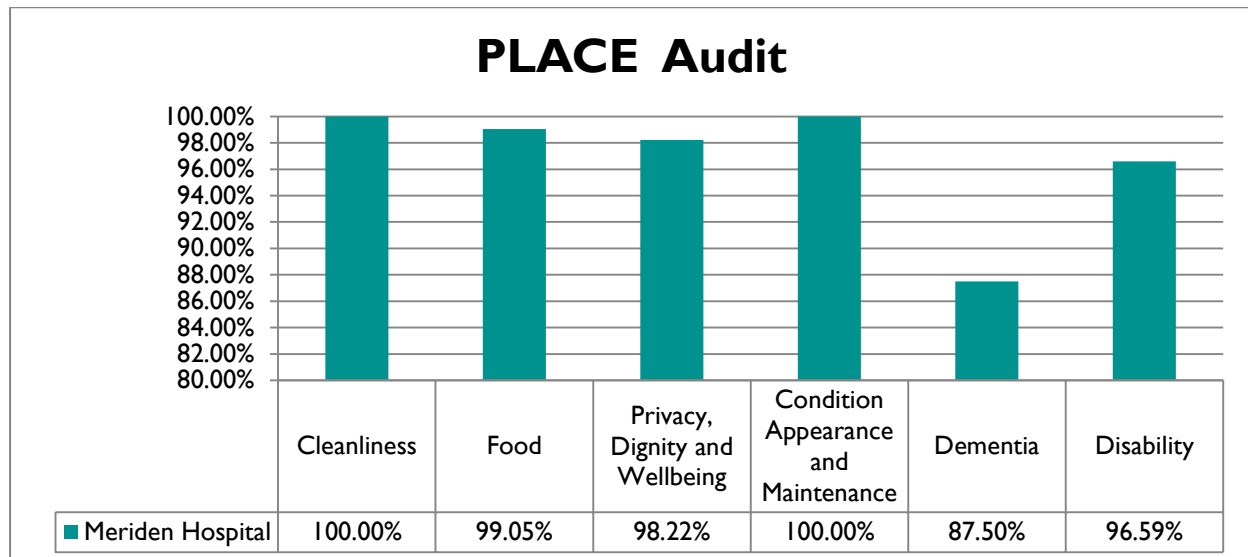 PLACE Audit
100.00%
98.00%
96.00%
94.00%
92.00%
90.00%
88.00%
86.00%
84.00%
82.00%
80.00%
Cleanliness
Food
Privacy,
Dignity and
Wellbeing
Condition
Appearance
and
Maintenance
Dementia
Disability
Meriden Hospital 100.00% 99.05% 98.22% 100.00% 87.50% 96.59%